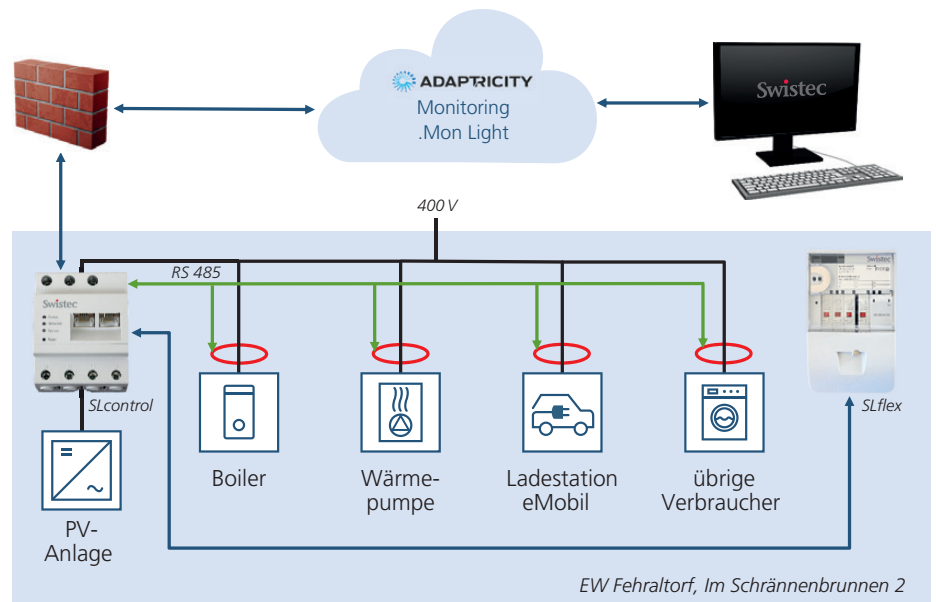 ADAPTRICITY
Monitoring
.Mon Light
Swistec
400 V
RS 485
Swistec
SLcontrol
Swistec
SLflex
Boiler
Wärme-
pumpe
Ladestation
eMobil
übrige
Verbraucher
PV-
Anlage
EW Fehraltorf, Im Schrännenbrunnen 2